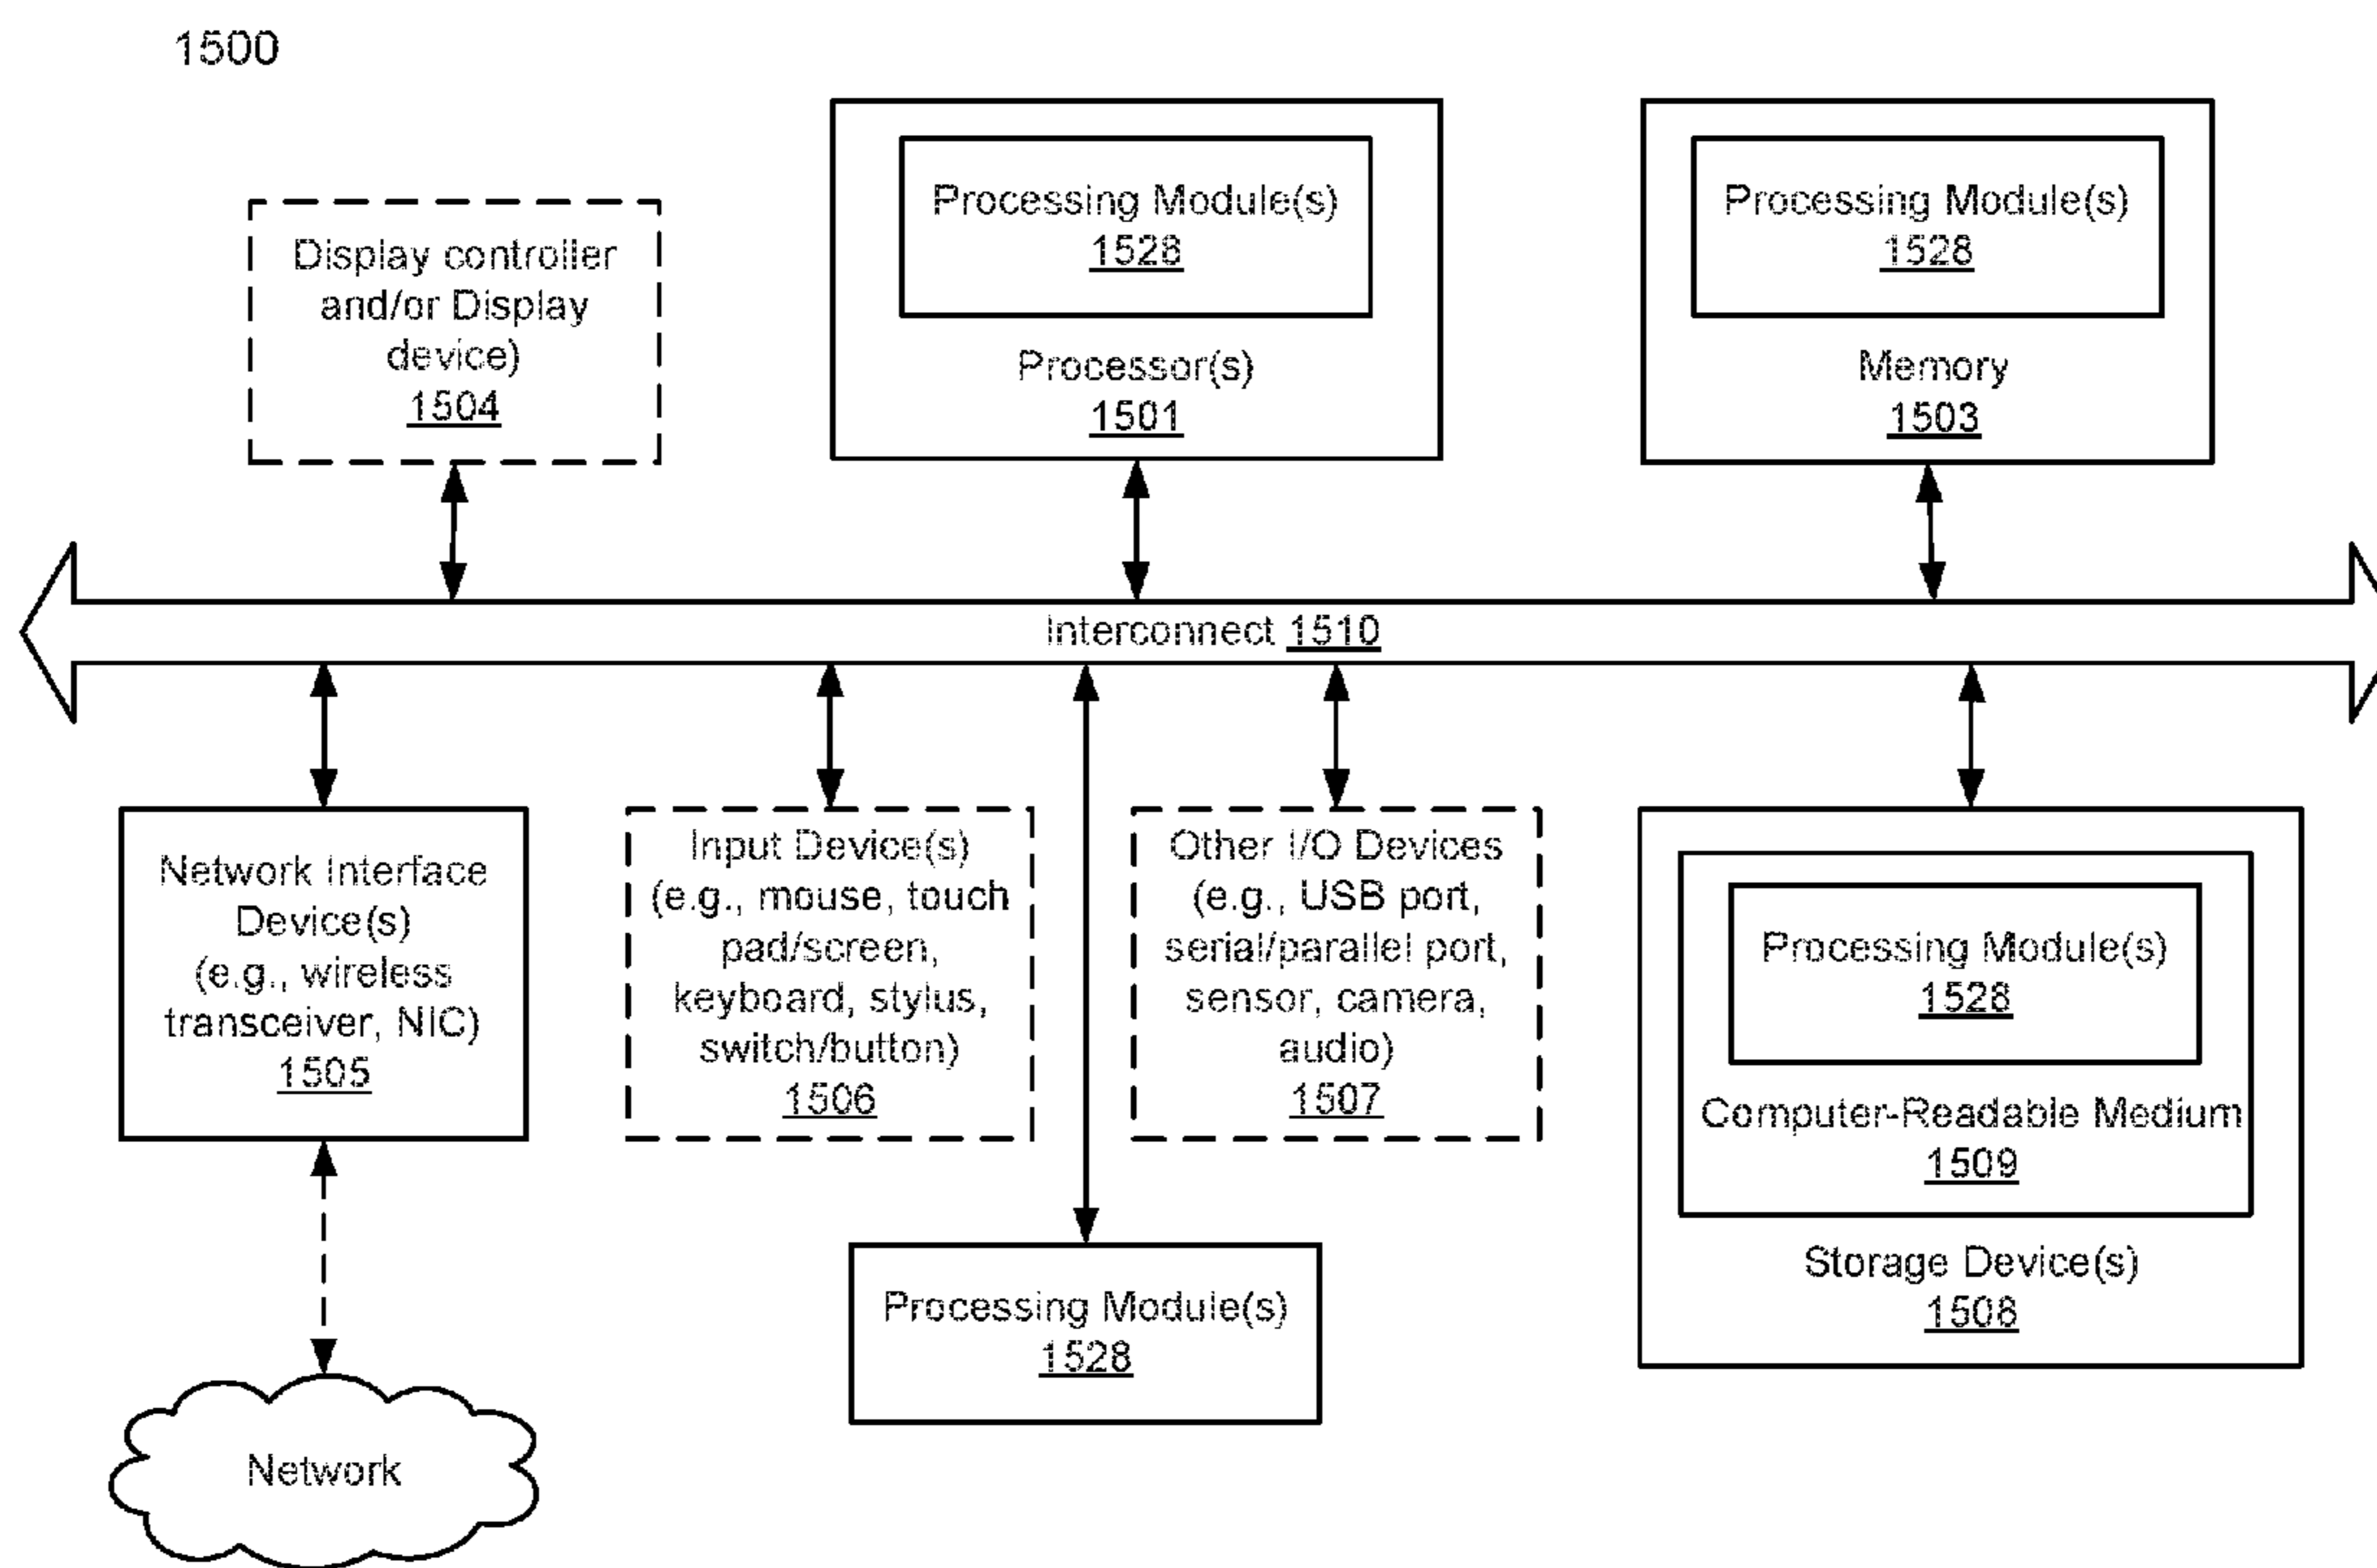 1500
Display controller
and/or Display
device)
1504
Processing Module(s)
1528
Processor(s)
1501
Processing Module(s)
1528
Memory
1503
Interconnect 1510
Network Interface
Device(s)
(e.g., wireless
transceiver, NIC)
1505
Input Device(s)
(e.g., mouse, touch
pad/screen,
keyboard, stylus,
switch/button)
1506
Other I/O Devices
(e.g., USB port,
serial/parallel port,
sensor, camera,
audio)
1507
Processing Module(s)
1528
Computer-Readable Medium
1509
Storage Device(s)
1508
Processing Module(s)
1528
Network